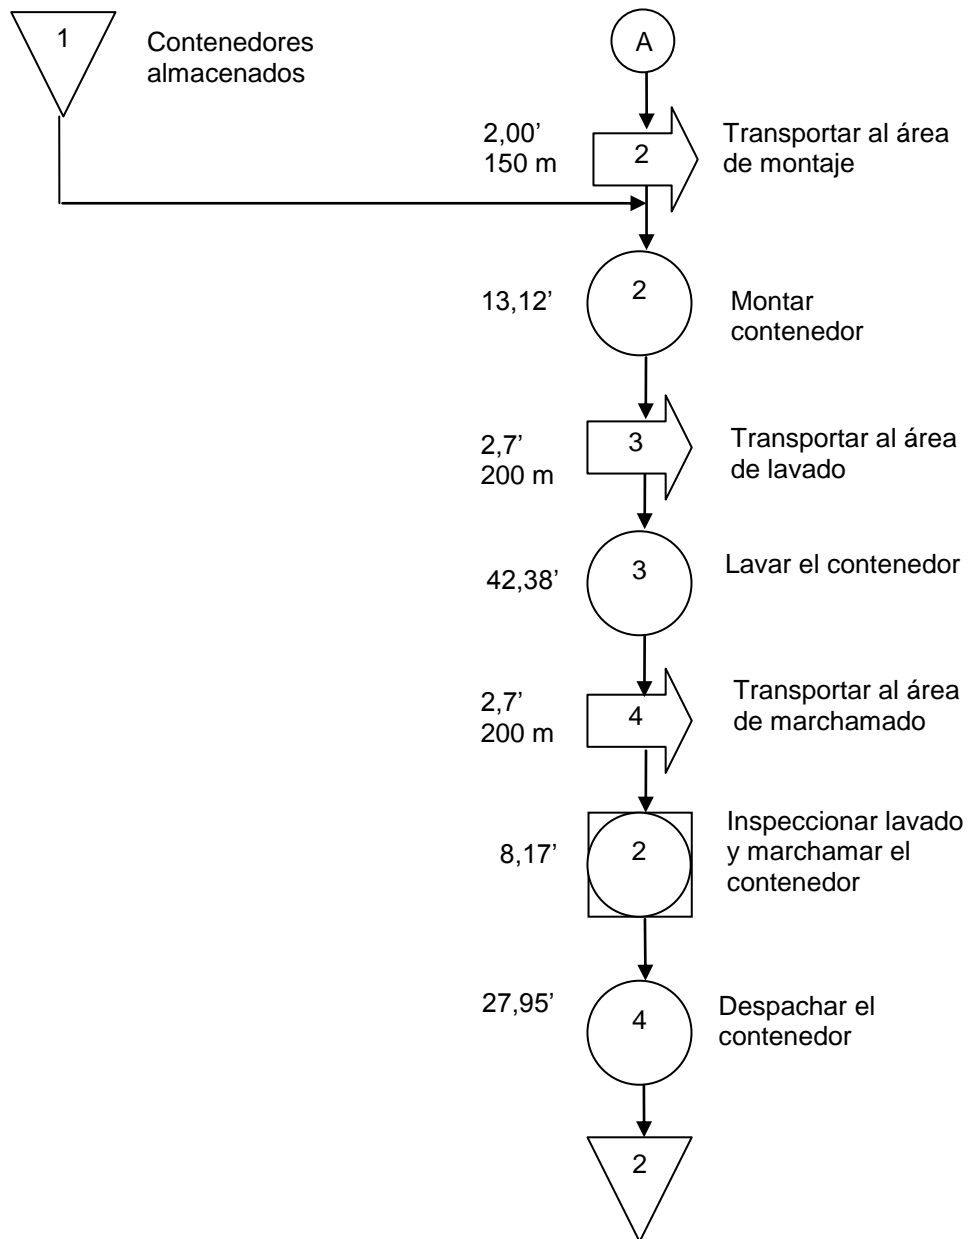 1
Contenedores
almacenados
A
2,00’
150 m
2
Transportar al área
de montaje
13,12’
2
Montar
contenedor
2,7’
200 m
3
Transportar al área
de lavado
42,38’
3
Lavar el contenedor
2,7’
200 m
4
Transportar al área
de marchamado
8,17’
2
Inspeccionar lavado
y marchamar el
contenedor
27,95’
4
Despachar el
contenedor
2